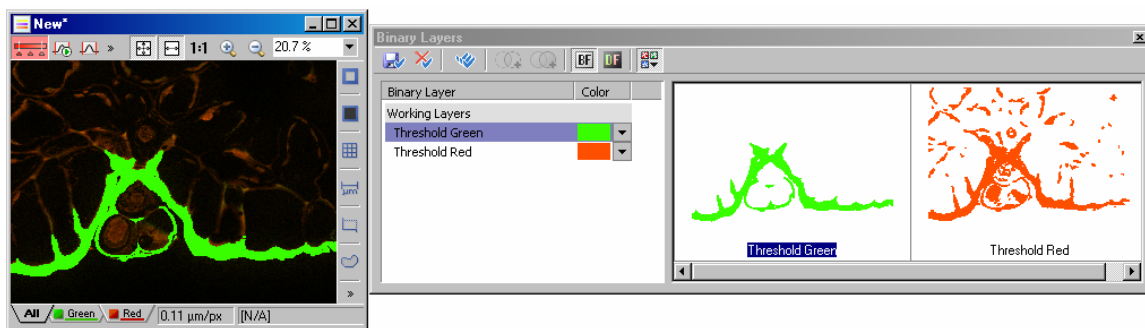 New*
» 1:1 20.7 %
µm
»
All Green Red 0.11 µm/px [N/A]
Binary Layers
BF DF
Binary Layer Color
Working Layers
Threshold Green
Threshold Red
Threshold Green Threshold Red